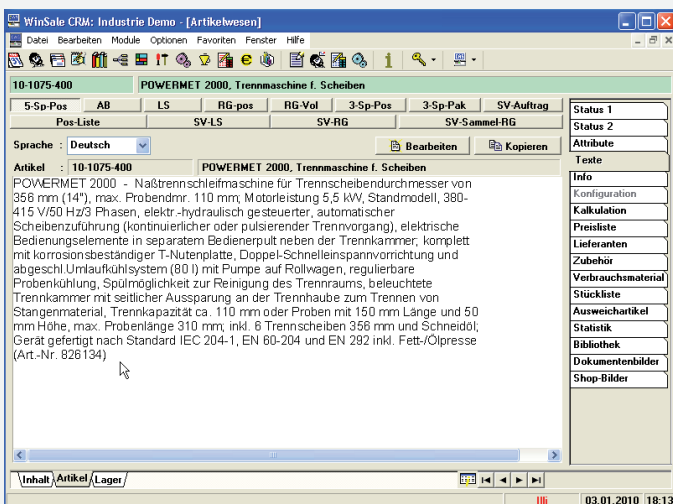 WinSale CRM: Industrie Demo - [Artikelwesen]
Datei Bearbeiten Module Optionen Favoriten Fenster Hilfe
10-1075-400 POWERMET 2000, Trennmaschine f. Scheiben
5-Sp-Pos AB LS RG-pos RG-Vol 3-Sp-Pos 3-Sp-Pak SV-Auftrag
Pos-Liste SV-LS SV-RG SV-Sammel-RG
Sprache : Deutsch Bearbeiten Kopieren
Artikel : 10-1075-400 POWERMET 2000, Trennmaschine f. Scheiben
POWERMET 2000 - Naßtrennschleifmaschine für Trennscheibendurchmesser von
356 mm (14"), max. Probendmr. 110 mm; Motorleistung 5,5 kW, Standmodell, 380-
415 V/50 Hz/3 Phasen, elektr.-hydraulisch gesteuerter, automatischer
Scheibenzuführung (kontinuierlicher oder pulsierender Trennvorgang), elektrische
Bedienungselemente in separatem Bedienerpult neben der Trennkammer; komplett
mit korrosionsbeständiger T-Nutenplatte, Doppel-Schnelleinspannvorrichtung und
abgeschl.Umlaufkühlsystem (80 l) mit Pumpe auf Rollwagen, regulierbare
Probenkühlung, Spülmöglichkeit zur Reinigung des Trennraums, beleuchtete
Trennkammer mit seitlicher Aussparung an der Trennhaube zum Trennen von
Stangenmaterial, Trennkapazität ca. 110 mm oder Proben mit 150 mm Länge und 50
mm Höhe, max. Probenlänge 310 mm; inkl. 6 Trennscheiben 356 mm und Schneidöl;
Gerät gefertigt nach Standard IEC 204-1, EN 60-204 und EN 292 inkl. Fett-/Ölpresse
(Art.-Nr. 826134)
Status 1
Status 2
Attribute
Texte
Info
Konfiguration
Kalkulation
Preisliste
Lieferanten
Zubehör
Verbrauchsmaterial
Stückliste
Ausweichartikel
Statistik
Bibliothek
Dokumentenbilder
Shop-Bilder
Inhalt Artikel Lager
Uli 03.01.2010 18:13